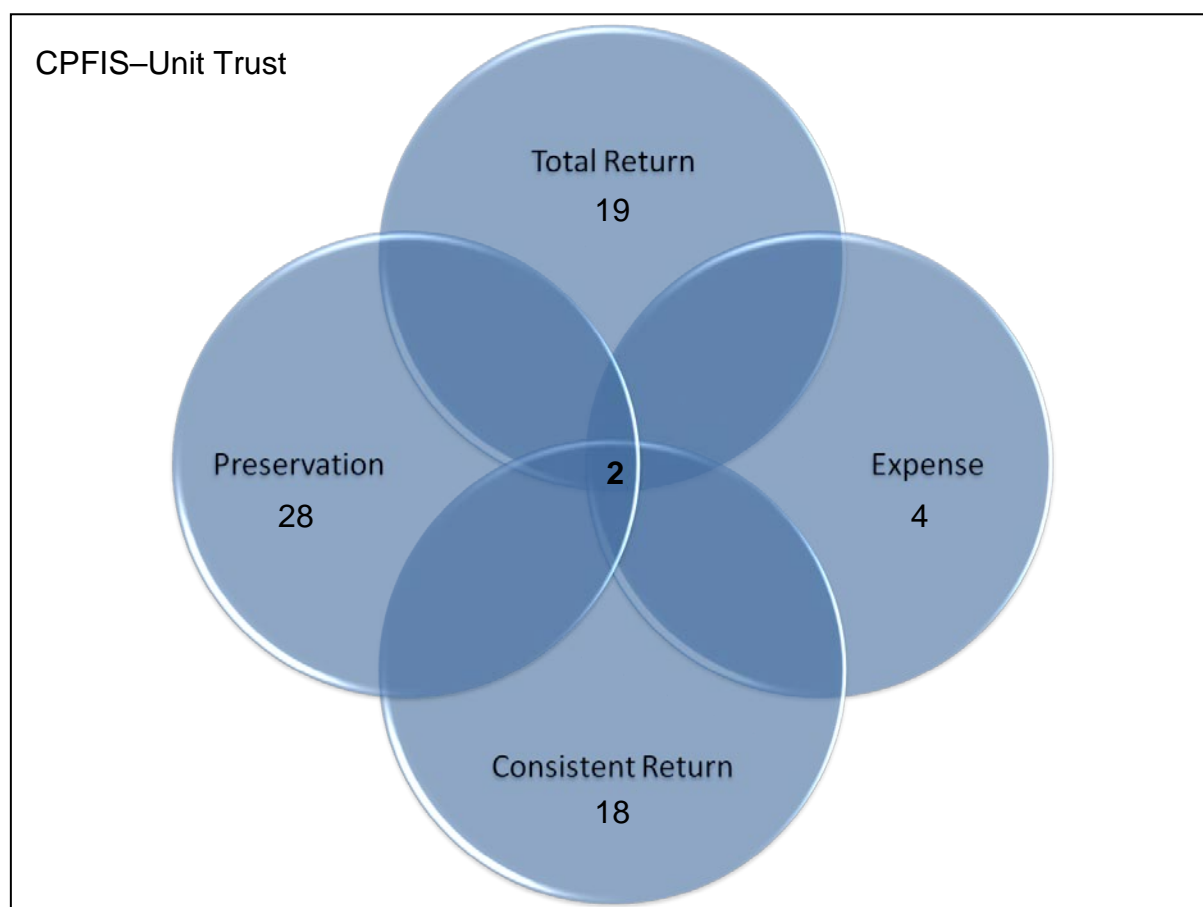 CPFIS–Unit Trust
Total Return
19
Preservation
28
2
Expense
4
Consistent Return
18